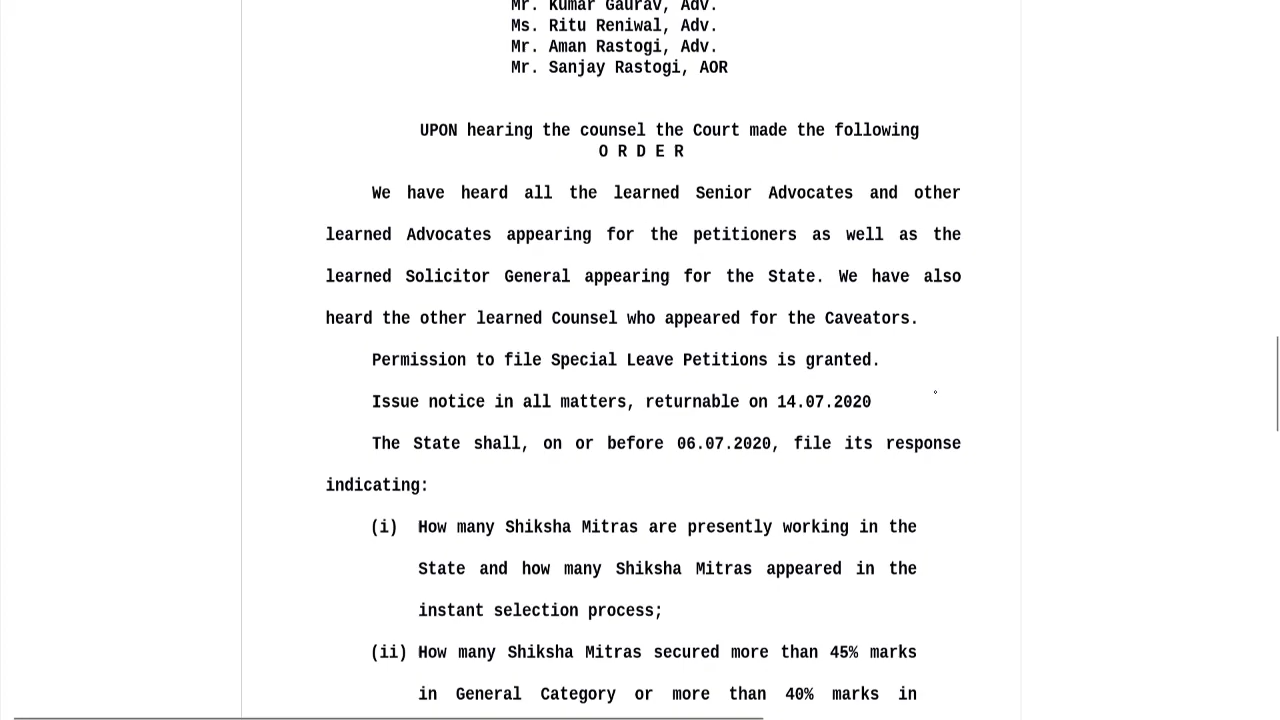 Mr. Kumar Gaurav, Adv.
Ms. Ritu Reniwal, Adv.
Mr. Aman Rastogi, Adv.
Mr. Sanjay Rastogi, AOR
UPON hearing the counsel the Court made the following
O R D E R
We have heard all the learned Senior Advocates and other
learned Advocates appearing for the petitioners as well as the
learned Solicitor General appearing for the State. We have also
heard the other learned Counsel who appeared for the Caveators.
Permission to file Special Leave Petitions is granted.
Issue notice in all matters, returnable on 14.07.2020
The State shall, on or before 06.07.2020, file its response
indicating:
(i) How many Shiksha Mitras are presently working in the
State and how many Shiksha Mitras appeared in the
instant selection process;
(ii) How many Shiksha Mitras secured more than 45% marks
in General Category or more than 40% marks in